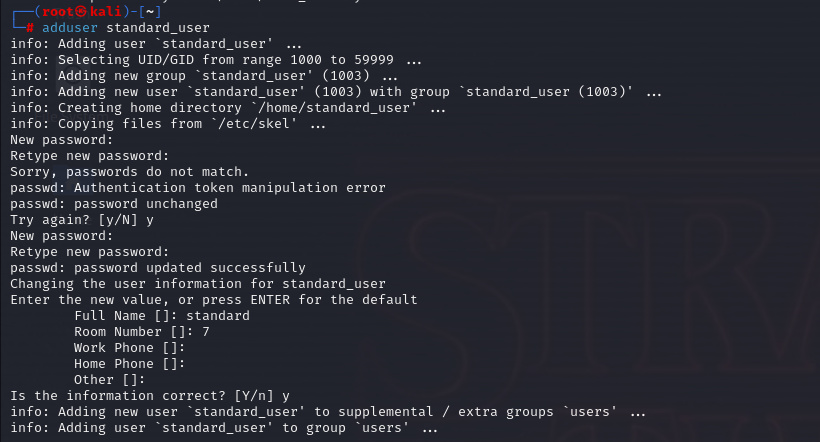 ┌──(root㉿kali)-[~]
└─# adduser standard_user
info: Adding user `standard_user' ...
info: Selecting UID/GID from range 1000 to 59999 ...
info: Adding new group `standard_user' (1003) ...
info: Adding new user `standard_user' (1003) with group `standard_user (1003)' ...
info: Creating home directory `/home/standard_user' ...
info: Copying files from `/etc/skel' ...
New password:
Retype new password:
Sorry, passwords do not match.
passwd: Authentication token manipulation error
passwd: password unchanged
Try again? [y/N] y
New password:
Retype new password:
passwd: password updated successfully
Changing the user information for standard_user
Enter the new value, or press ENTER for the default
        Full Name []: standard
        Room Number []: 7
        Work Phone []:
        Home Phone []:
        Other []:
Is the information correct? [Y/n] y
info: Adding new user `standard_user' to supplemental / extra groups `users' ...
info: Adding user `standard_user' to group `users' ...